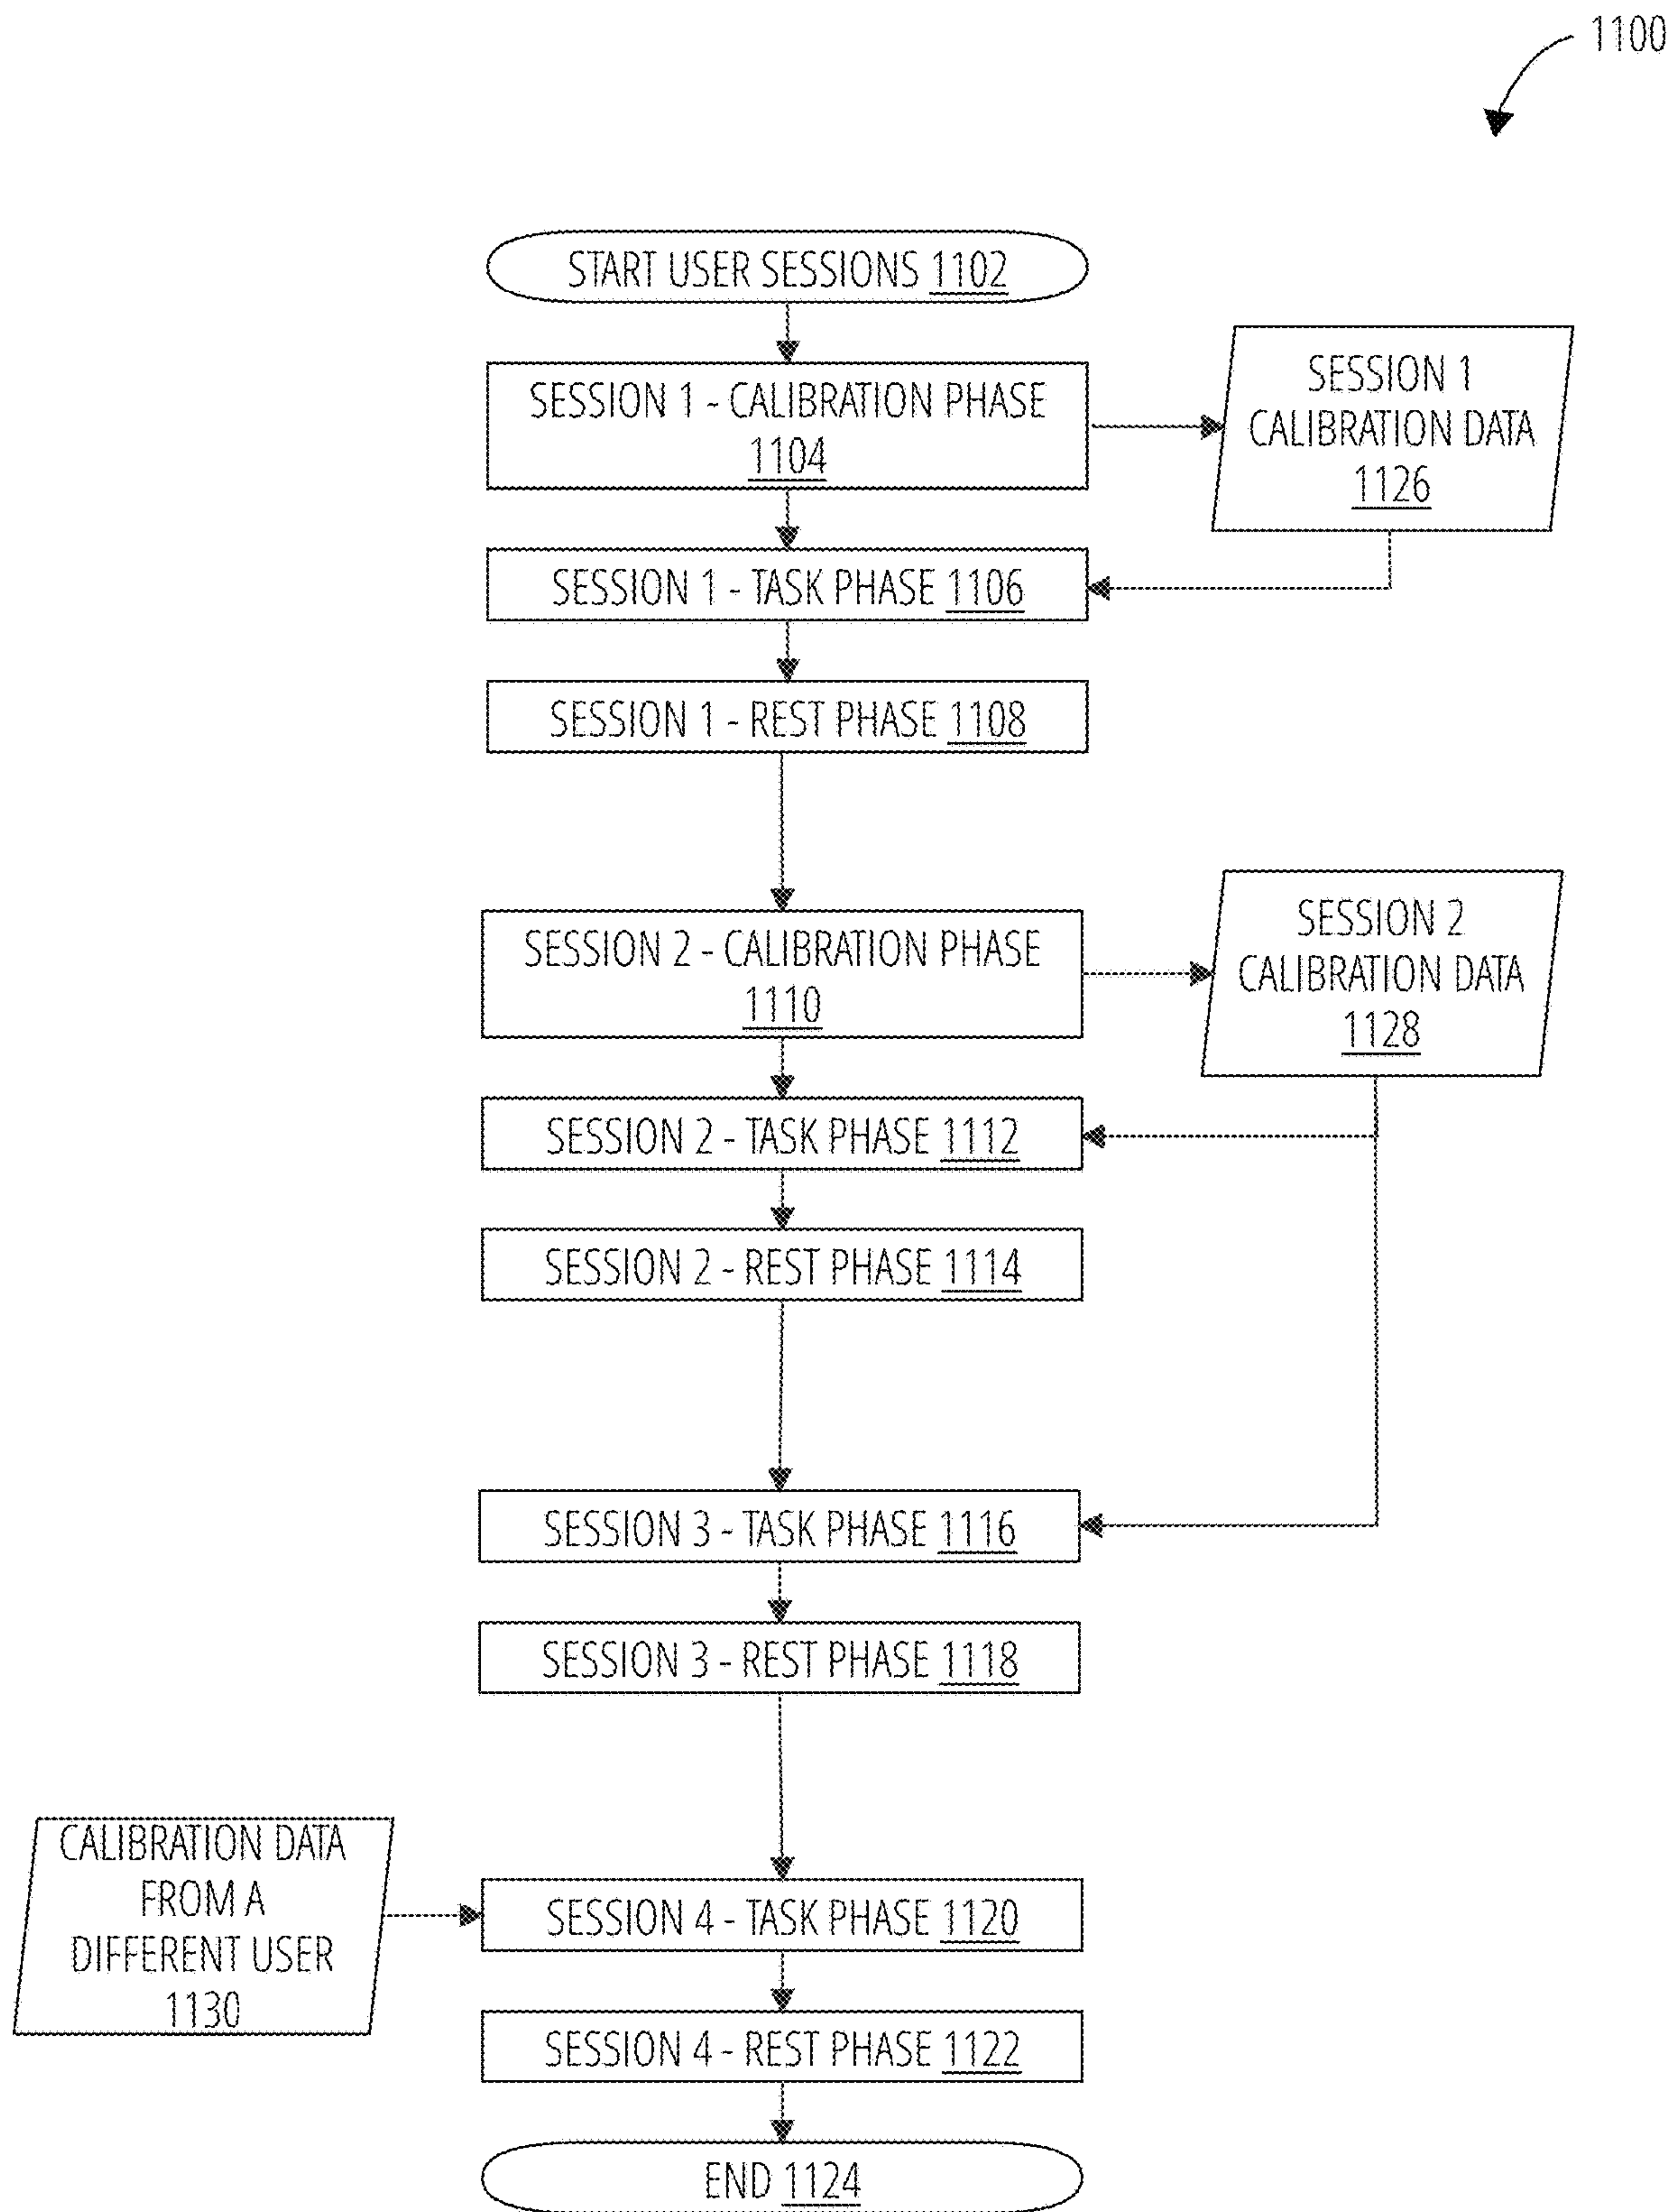 1100
START USER SESSIONS 1102
SESSION 1 - CALIBRATION PHASE
1104
SESSION 1
CALIBRATION DATA
1126
SESSION 1 - TASK PHASE 1106
SESSION 1 - REST PHASE 1108
SESSION 2 - CALIBRATION PHASE
1110
SESSION 2
CALIBRATION DATA
1128
SESSION 2 - TASK PHASE 1112
SESSION 2 - REST PHASE 1114
SESSION 3 - TASK PHASE 1116
SESSION 3 - REST PHASE 1118
CALIBRATION DATA
FROM A
DIFFERENT USER
1130
SESSION 4 - TASK PHASE 1120
SESSION 4 - REST PHASE 1122
END 1124